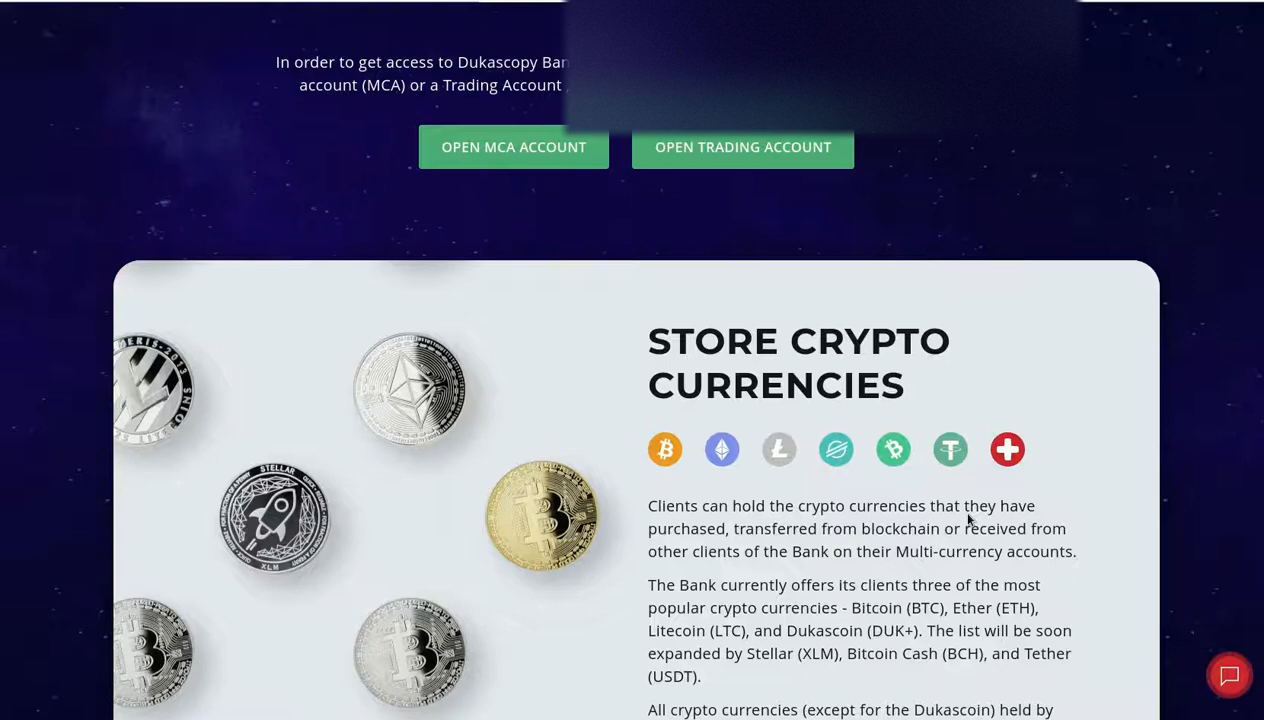 In order to get access to Dukascopy Ban
account (MCA) or a Trading Account
OPEN MCA ACCOUNT
OPEN TRADING ACCOUNT
STORE CRYPTO
CURRENCIES
Clients can hold the crypto currencies that they have
purchased, transferred from blockchain or received from
other clients of the Bank on their Multi-currency accounts.
The Bank currently offers its clients three of the most
popular crypto currencies - Bitcoin (BTC), Ether (ETH),
Litecoin (LTC), and Dukascoin (DUK+). The list will be soon
expanded by Stellar (XLM), Bitcoin Cash (BCH), and Tether
(USDT).
All crypto currencies (except for the Dukascoin) held by
STELLAR
XLM